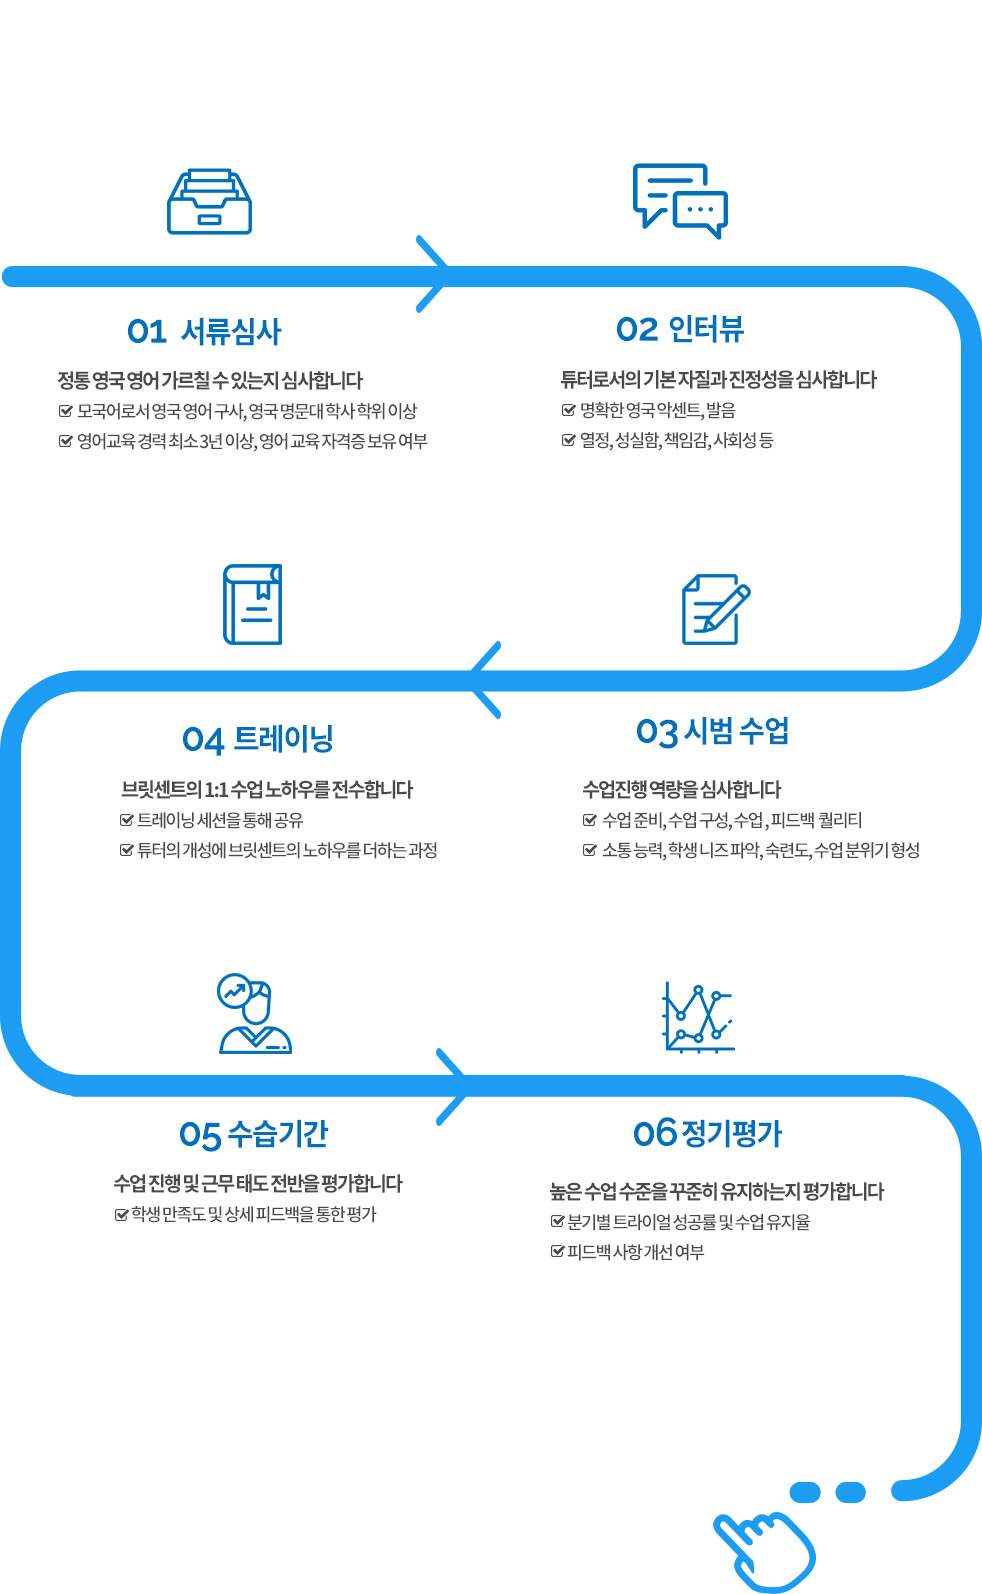 01 서류심사
정통 영국 영어 가르칠 수 있는지 심사합니다
모국어로서 영국 영어 구사, 영국 명문대 학사 학위 이상
영어교육 경력 최소 3년 이상, 영어 교육 자격증 보유 여부
02 인터뷰
튜터로서의 기본 자질과 진정성을 심사합니다
명확한 영국 악센트, 발음
열정, 성실함, 책임감, 사회성 등
03 시범 수업
수업진행 역량을 심사합니다
수업 준비, 수업 구성, 수업 , 피드백 퀄리티
소통 능력, 학생 니즈 파악, 숙련도, 수업 분위기 형성
04 트레이닝
브릿센트의 1:1 수업 노하우를 전수합니다
트레이닝 세션을 통해 공유
튜터의 개성에 브릿센트의 노하우를 더하는 과정
05 수습기간
수업 진행 및 근무 태도 전반을 평가합니다
학생 만족도 및 상세 피드백을 통한 평가
06 정기평가
높은 수업 수준을 꾸준히 유지하는지 평가합니다
분기별 트라이얼 성공률 및 수업 유지율
피드백 사항 개선 여부